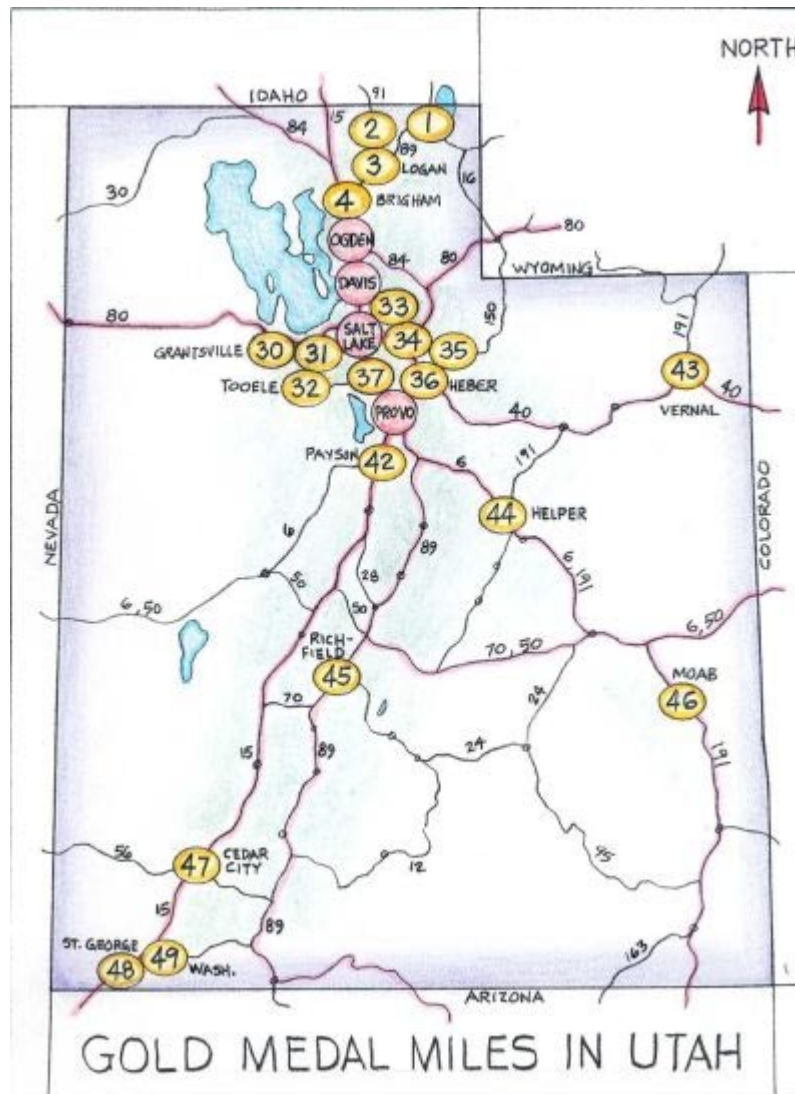 NORTH
IDAHO
91
15
84
2
1
89
3
LOGAN
16
30
4
BRIGHAM
OGDEN
84
80
80
WYOMING
DAVIS
33
150
80
SALT
LAKE
34
191
GRANTSVILLE
30
31
35
43
TOOELE
32
37
36
HEBER
40
VERNAL
PROVO
40
PAYSON
42
6
191
44
HELPER
NEVADA
COLORADO
6
89
28
6,191
50
50
6,50
6,50
RICH-
FIELD
70,50
45
MOAB
46
70
24
24
89
191
15
56
47
CEDAR
CITY
12
95
15
89
ST. GEORGE
48
49
WASH.
163
ARIZONA
GOLD MEDAL MILES IN UTAH